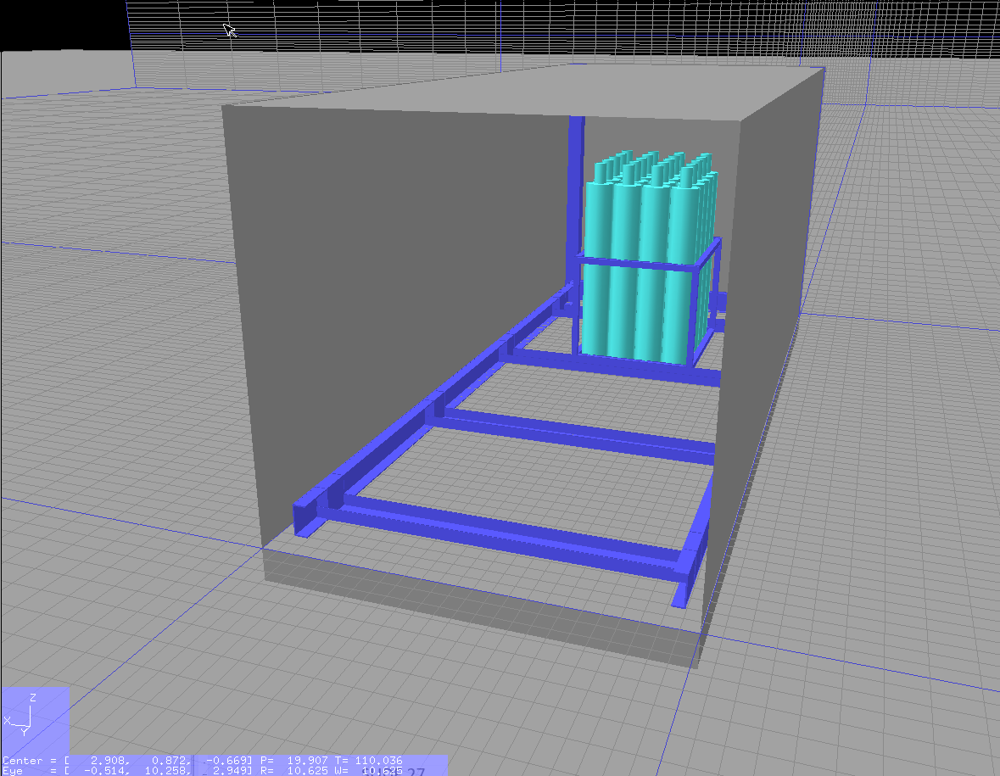 Z
X
Y
Center = [ 2.908, 0.872, -0.669] P= 19.907 T= 110.036
Eye = [ -0.514, 10.258, 2.949] R= 10.625 W= 10.625
27